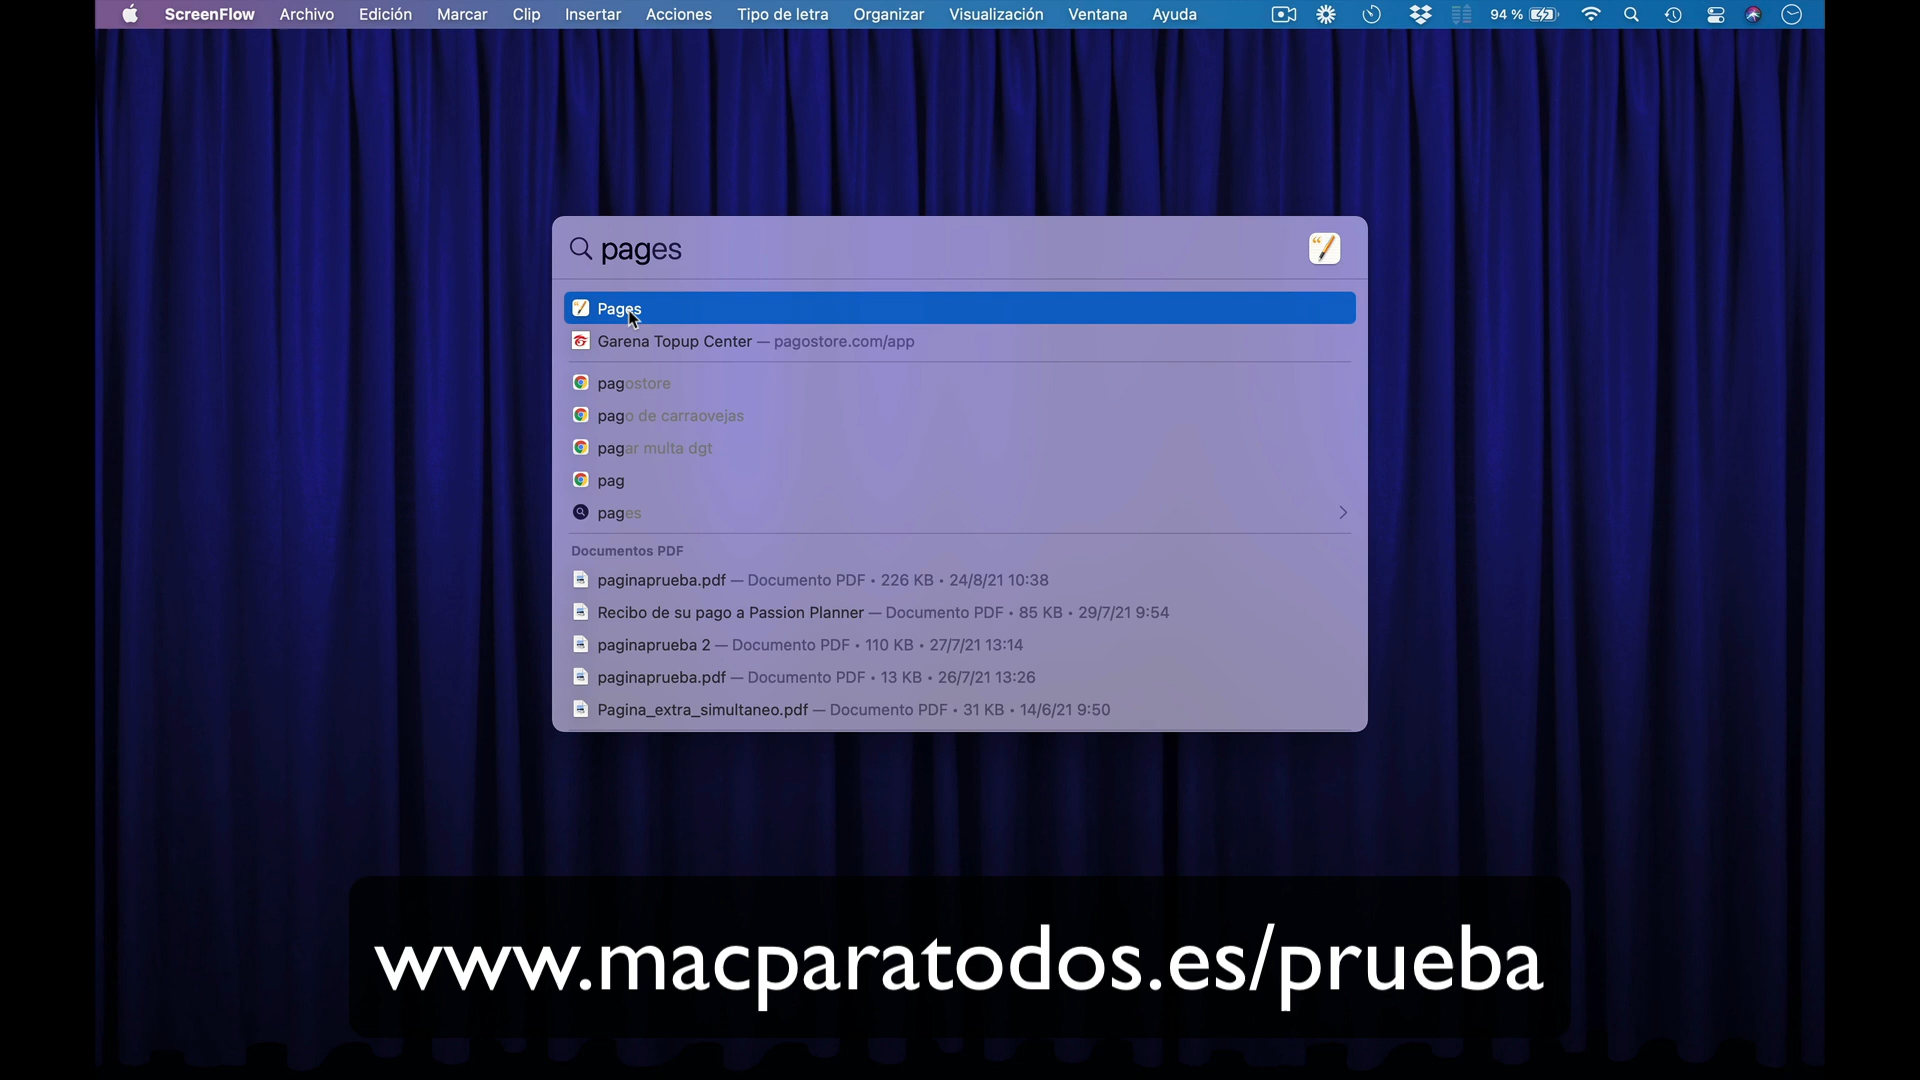 ScreenFlow Archivo Edición Marcar Clip Insertar Acciones Tipo de letra Organizar Visualización Ventana Ayuda 94 %
pages
Pages
Garena Topup Center — pagostore.com/app
pagostore
pago de carraovejas
pagar multa dgt
pag
pages
Documentos PDF
paginaprueba.pdf — Documento PDF • 226 KB • 24/8/21 10:38
Recibo de su pago a Passion Planner — Documento PDF • 85 KB • 29/7/21 9:54
paginaprueba 2 — Documento PDF • 110 KB • 27/7/21 13:14
paginaprueba.pdf — Documento PDF • 13 KB • 26/7/21 13:26
Pagina_extra_simultaneo.pdf — Documento PDF • 31 KB • 14/6/21 9:50
www.macparatodos.es/prueba